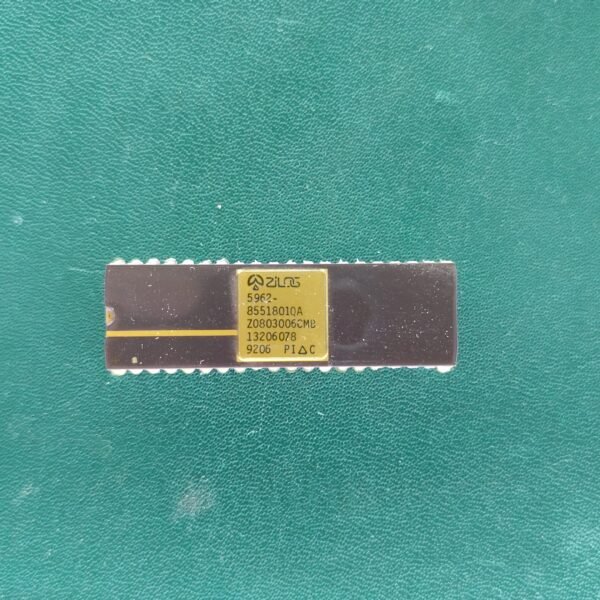 ZiLOG
5962-
8551801QA
Z0803006CMB
13206078
9206 PI△C